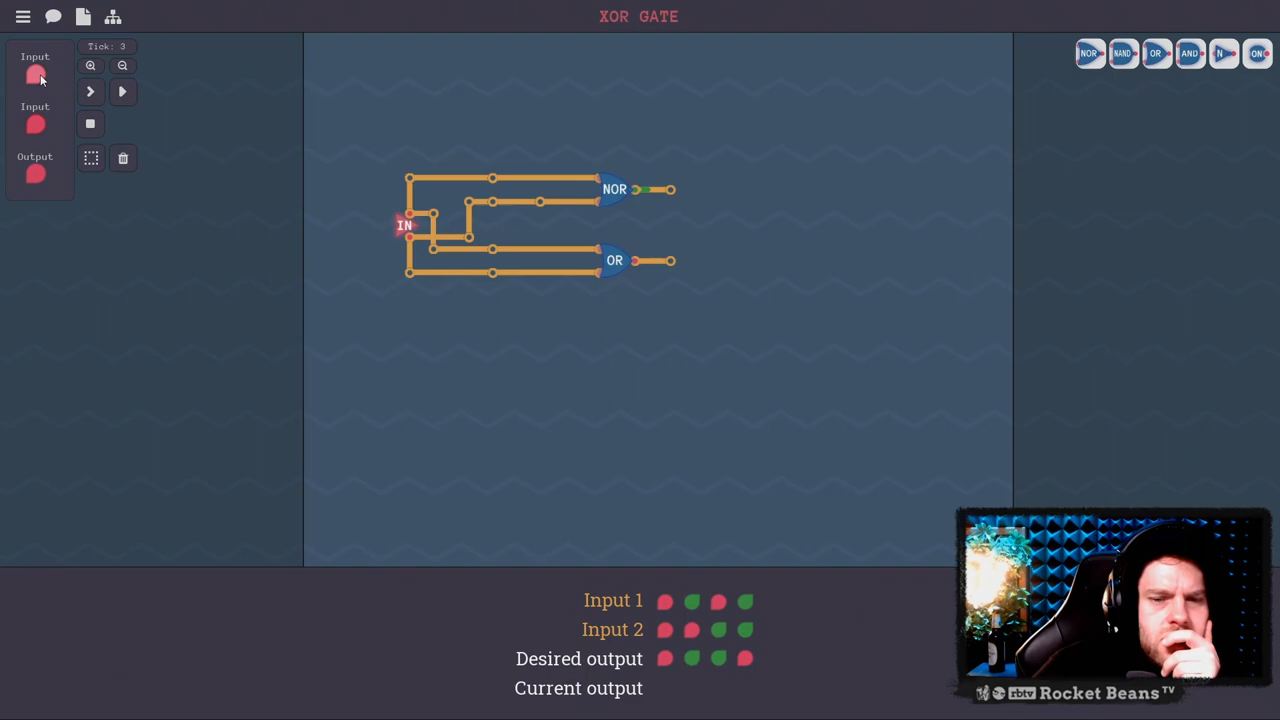 XOR GATE
Input
Tick: 3
NOR NAND OR AND N ON
Input
Output
NOR
IN
OR
Input 1
Input 2
Desired output
Current output
rbtv Rocket Beans TV